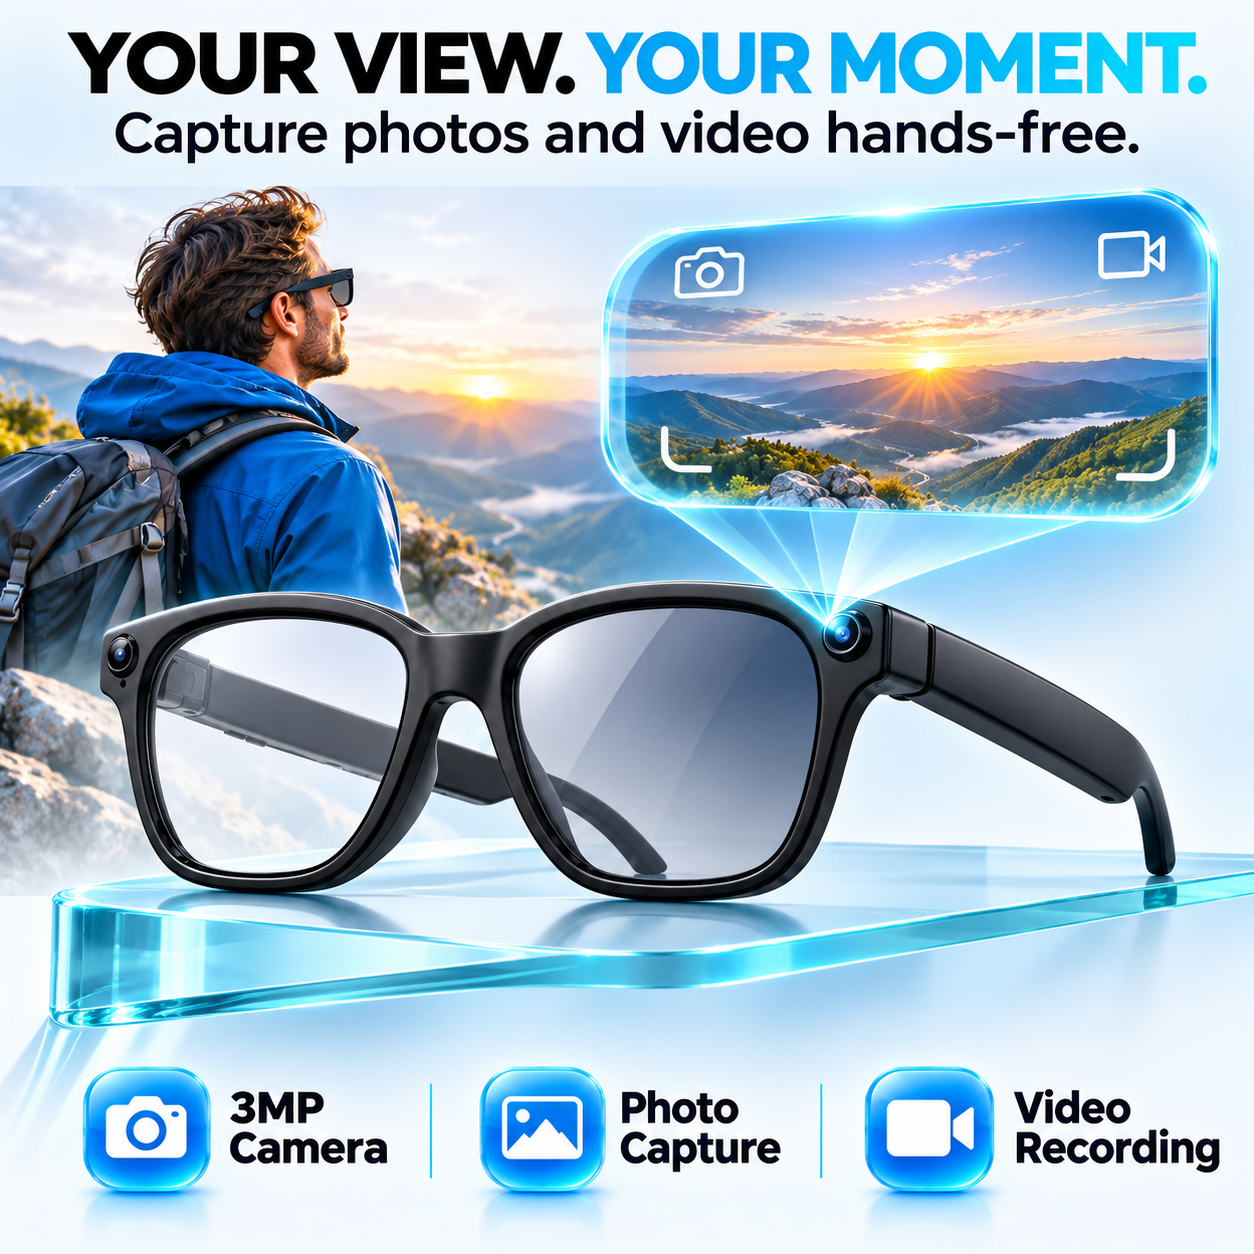 YOUR VIEW. YOUR MOMENT.
Capture photos and video hands-free.
3MP
Camera
Photo
Capture
Video
Recording